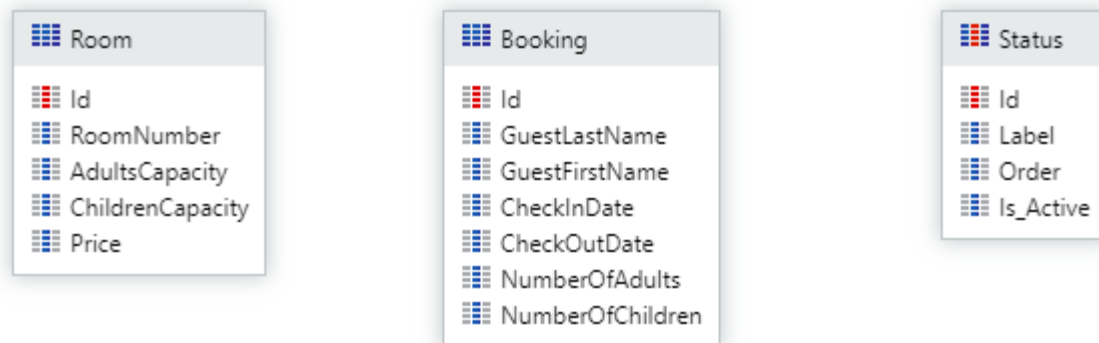 Room
Id
RoomNumber
AdultsCapacity
ChildrenCapacity
Price
Booking
Id
GuestLastName
GuestFirstName
CheckInDate
CheckOutDate
NumberOfAdults
NumberOfChildren
Status
Id
Label
Order
Is_Active